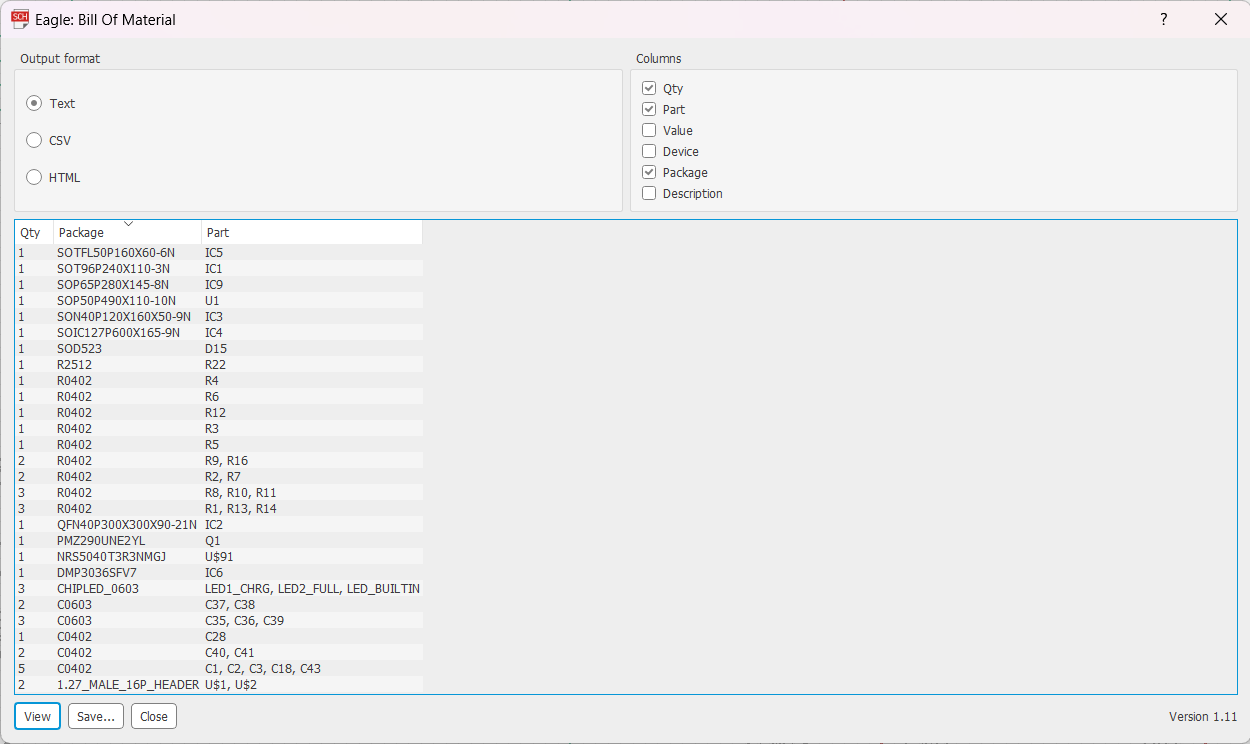 SCH Eagle: Bill Of Material ?
Output format Columns
Text
CSV
HTML
Qty
Part
Value
Device
Package
Description
Qty Package Part
1 SOTFL50P160X60-6N IC5
1 SOT96P240X110-3N IC1
1 SOP65P280X145-8N IC9
1 SOP50P490X110-10N U1
1 SON40P120X160X50-9N IC3
1 SOIC127P600X165-9N IC4
1 SOD523 D15
1 R2512 R22
1 R0402 R4
1 R0402 R6
1 R0402 R12
1 R0402 R3
1 R0402 R5
2 R0402 R9, R16
2 R0402 R2, R7
3 R0402 R8, R10, R11
3 R0402 R1, R13, R14
1 QFN40P300X300X90-21N IC2
1 PMZ290UNE2YL Q1
1 NRS5040T3R3NMGJ U$91
1 DMP3036SFV7 IC6
3 CHIPLED_0603 LED1_CHRG, LED2_FULL, LED_BUILTIN
2 C0603 C37, C38
3 C0603 C35, C36, C39
1 C0402 C28
2 C0402 C40, C41
5 C0402 C1, C2, C3, C18, C43
2 1.27_MALE_16P_HEADER U$1, U$2
View Save... Close Version 1.11